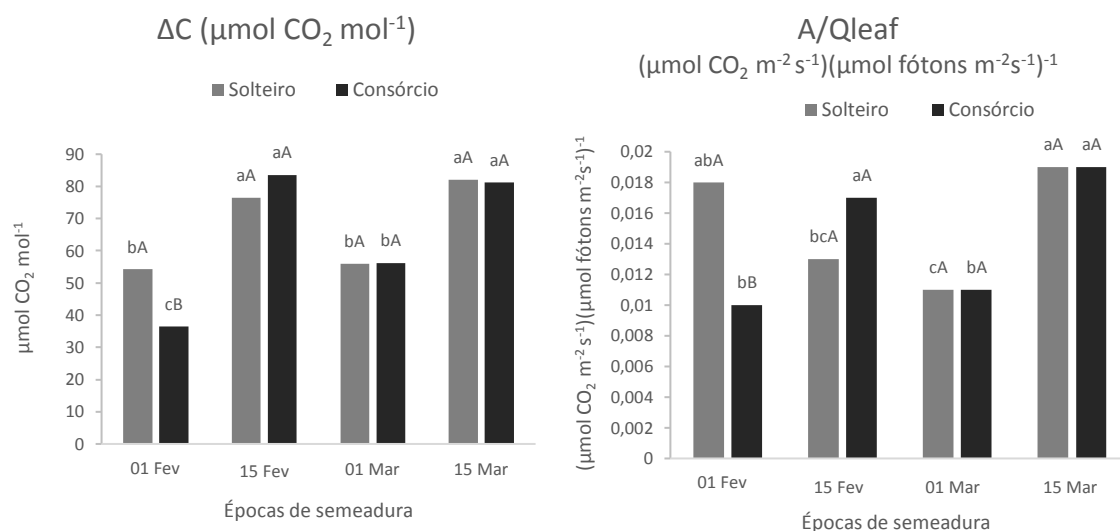 ΔC (µmol CO₂ mol⁻¹)
Solteiro Consórcio
µmol CO₂ mol⁻¹
90
80
70
60
50
40
30
20
10
0
bA cB aA aA bA bA aA aA
01 Fev 15 Fev 01 Mar 15 Mar
Épocas de semeadura
A/Qleaf
(µmol CO₂ m⁻² s⁻¹)(µmol fótons m⁻²s⁻¹)⁻¹
Solteiro Consórcio
(µmol CO₂ m⁻² s⁻¹)(µmol fótons m⁻²s⁻¹)⁻¹
0,02
0,018
0,016
0,014
0,012
0,01
0,008
0,006
0,004
0,002
0
abA bB bcA aA cA bA aA aA
01 Fev 15 Fev 01 Mar 15 Mar
Épocas de semeadura